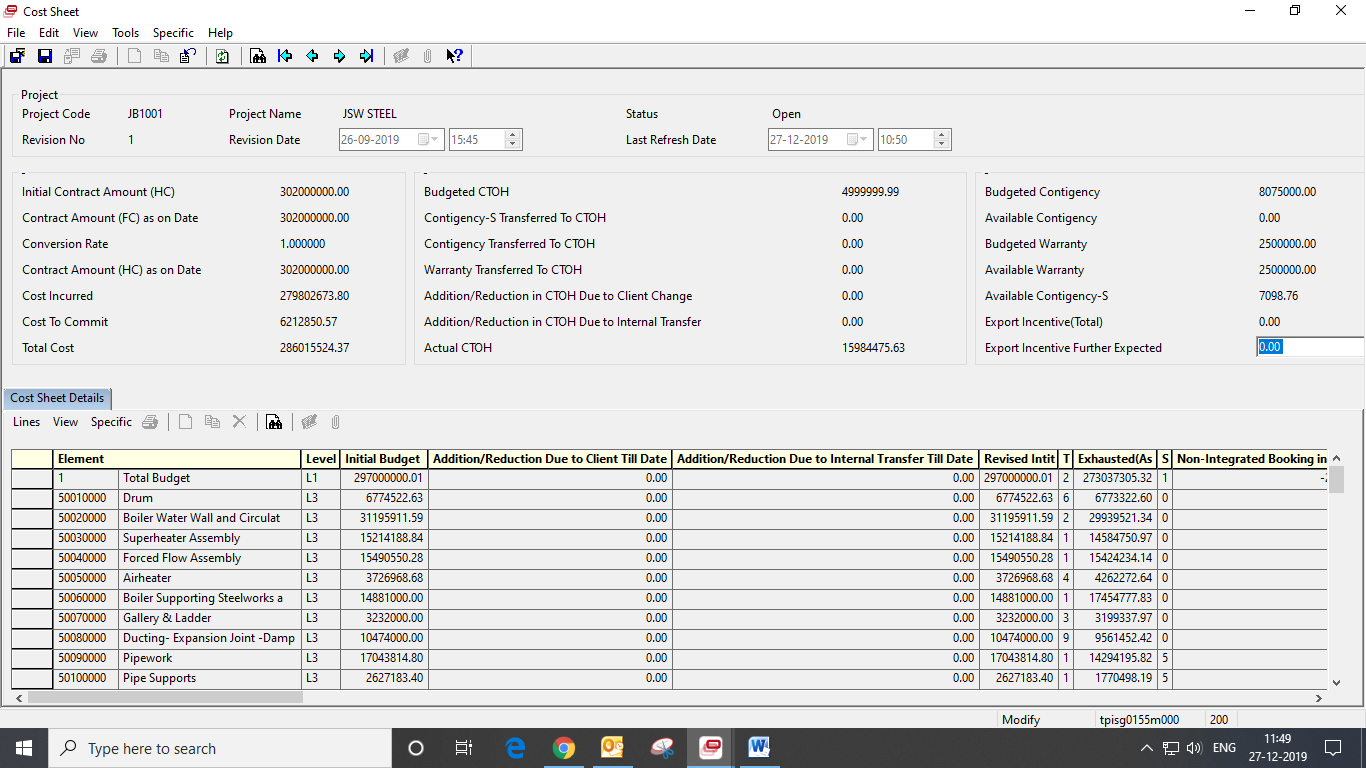 Cost Sheet
File Edit View Tools Specific Help
Project
Project Code JB1001 Project Name JSW STEEL Status Open
Revision No 1 Revision Date 26-09-2019 15:45 Last Refresh Date 27-12-2019 10:50
Initial Contract Amount (HC) 302000000.00 Budgeted CTOH 4999999.99 Budgeted Contigency 8075000.00
Contract Amount (FC) as on Date 302000000.00 Contigency-S Transferred To CTOH 0.00 Available Contigency 0.00
Conversion Rate 1.000000 Contigency Transferred To CTOH 0.00 Budgeted Warranty 2500000.00
Contract Amount (HC) as on Date 302000000.00 Warranty Transferred To CTOH 0.00 Available Warranty 2500000.00
Cost Incurred 279802673.80 Addition/Reduction in CTOH Due to Client Change 0.00 Available Contigency-S 7098.76
Cost To Commit 6212850.57 Addition/Reduction in CTOH Due to Internal Transfer 0.00 Export Incentive(Total) 0.00
Total Cost 286015524.37 Actual CTOH 15984475.63 Export Incentive Further Expected 0.00
Cost Sheet Details
Lines View Specific
Element Level Initial Budget Addition/Reduction Due to Client Till Date Addition/Reduction Due to Internal Transfer Till Date Revised Intit T Exhausted(As S Non-Integrated Booking in
1 Total Budget L1 297000000.01 0.00 0.00 297000000.01 2 273037305.32 1
50010000 Drum L3 6774522.63 0.00 0.00 6774522.63 6 6773322.60 0
50020000 Boiler Water Wall and Circulat L3 31195911.59 0.00 0.00 31195911.59 2 29939521.34 0
50030000 Superheater Assembly L3 15214188.84 0.00 0.00 15214188.84 1 14584750.97 0
50040000 Forced Flow Assembly L3 15490550.28 0.00 0.00 15490550.28 1 15424234.14 0
50050000 Airheater L3 3726968.68 0.00 0.00 3726968.68 4 4262272.64 0
50060000 Boiler Supporting Steelworks a L3 14881000.00 0.00 0.00 14881000.00 1 17454777.83 0
50070000 Gallery & Ladder L3 3232000.00 0.00 0.00 3232000.00 3 3199337.97 0
50080000 Ducting- Expansion Joint -Damp L3 10474000.00 0.00 0.00 10474000.00 9 9561452.42 0
50090000 Pipework L3 17043814.80 0.00 0.00 17043814.80 1 14294195.82 5
50100000 Pipe Supports L3 2627183.40 0.00 0.00 2627183.40 1 1770498.19 5
Modify tpisg0155m000 200
Type here to search ENG 11:49
27-12-2019